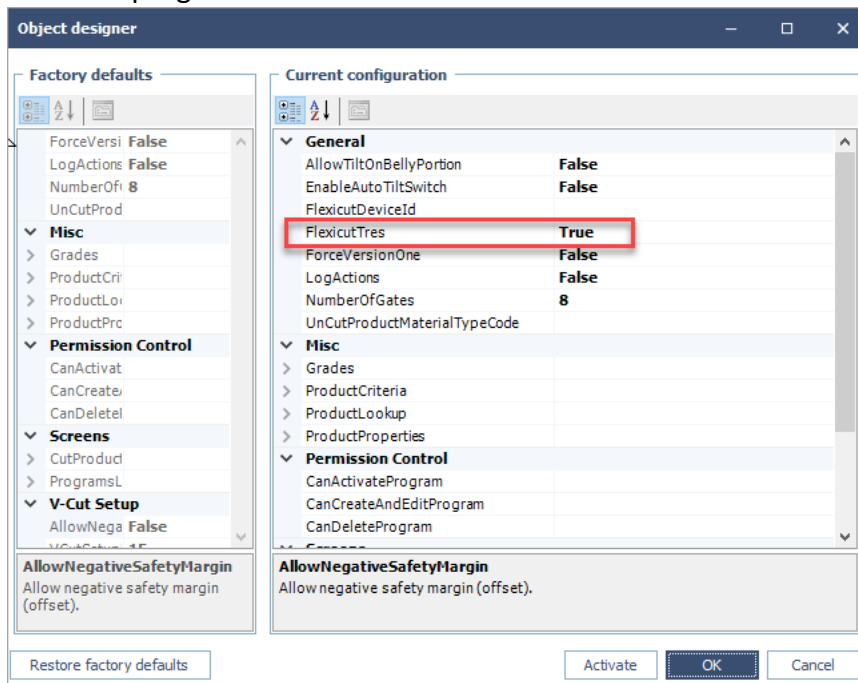 Object designer
Factory defaults
ForceVersi False
LogActions False
NumberOf 8
UnCutProd
Misc
Grades
ProductCri
ProductLo
ProductPro
Permission Control
CanActivat
CanCreate
CanDelete
Screens
CutProduct
ProgramsL
V-Cut Setup
AllowNega False
AllowNegativeSafetyMargin
Allow negative safety margin
(offset).
Restore factory defaults
Current configuration
General
AllowTiltOnBellyPortion False
EnableAutoTiltSwitch False
FlexicutDeviceId
FlexicutTres True
ForceVersionOne False
LogActions False
NumberOfGates 8
UnCutProductMaterialTypeCode
Misc
Grades
ProductCriteria
ProductLookup
ProductProperties
Permission Control
CanActivateProgram
CanCreateAndEditProgram
CanDeleteProgram
AllowNegativeSafetyMargin
Allow negative safety margin (offset).
Activate OK Cancel